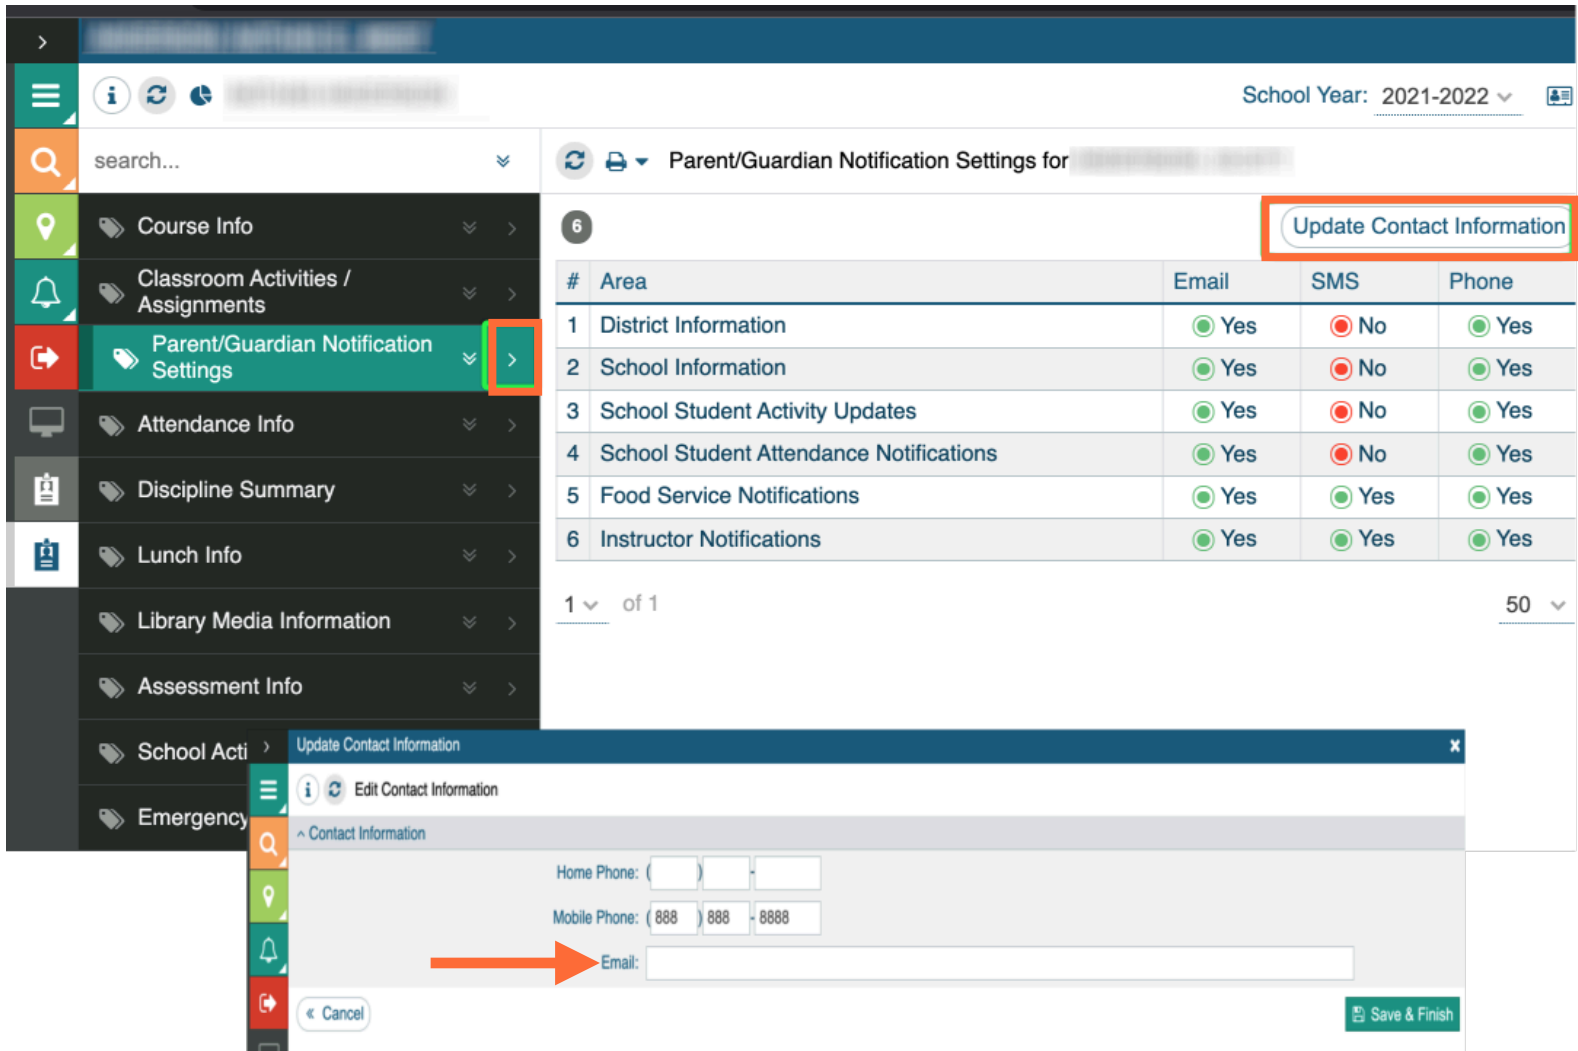 School Year: 2021-2022
search...
Parent/Guardian Notification Settings for
Course Info
6
Update Contact Information
Classroom Activities /
Assignments
# Area Email SMS Phone
1 District Information Yes No Yes
Parent/Guardian Notification
Settings
2 School Information Yes No Yes
3 School Student Activity Updates Yes No Yes
Attendance Info
4 School Student Attendance Notifications Yes No Yes
Discipline Summary
5 Food Service Notifications Yes Yes Yes
6 Instructor Notifications Yes Yes Yes
Lunch Info
1 of 1
50
Library Media Information
Assessment Info
School Acti
Emergency
Update Contact Information
Edit Contact Information
Contact Information
Home Phone: ( ) -
Mobile Phone: ( 888 ) 888 - 8888
Email:
« Cancel
Save & Finish